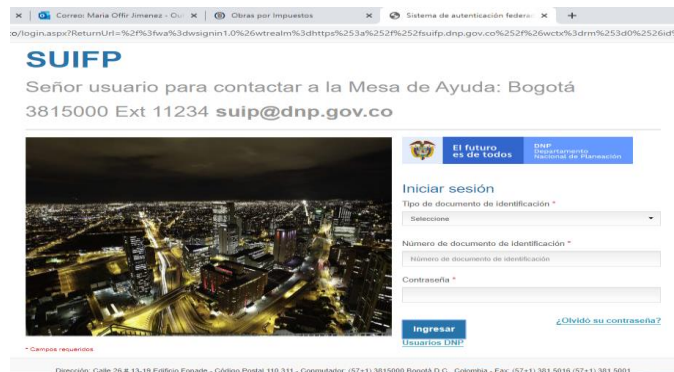 Correo: Maria Offir Jimenez - Ou
Obras por Impuestos
Sistema de autenticación federa
o/login.aspx?ReturnUrl=%2f%3fwa%3dwsignin1.0%26wtrealm%3dhttps%253a%252f%252fsuifp.dnp.gov.co%252f%26wctx%3drm%253d0%2526id%
SUIFP
Señor usuario para contactar a la Mesa de Ayuda: Bogotá
3815000 Ext 11234 suip@dnp.gov.co
El futuro
es de todos
DNP
Departamento
Nacional de Planeación
Iniciar sesión
Tipo de documento de identificación *
Seleccione
Número de documento de identificación *
Número de documento de identificación
Contraseña *
Ingresar
¿Olvidó su contraseña?
Usuarios DNP
* Campos requeridos
Dirección: Calle 26 # 13-19 Edificio Fonade - Código Postal 110 311 - Conmutador: (57+1) 3815000 Bogotá D.C., Colombia - Fax: (57+1) 381 5016 (57+1) 381 5001